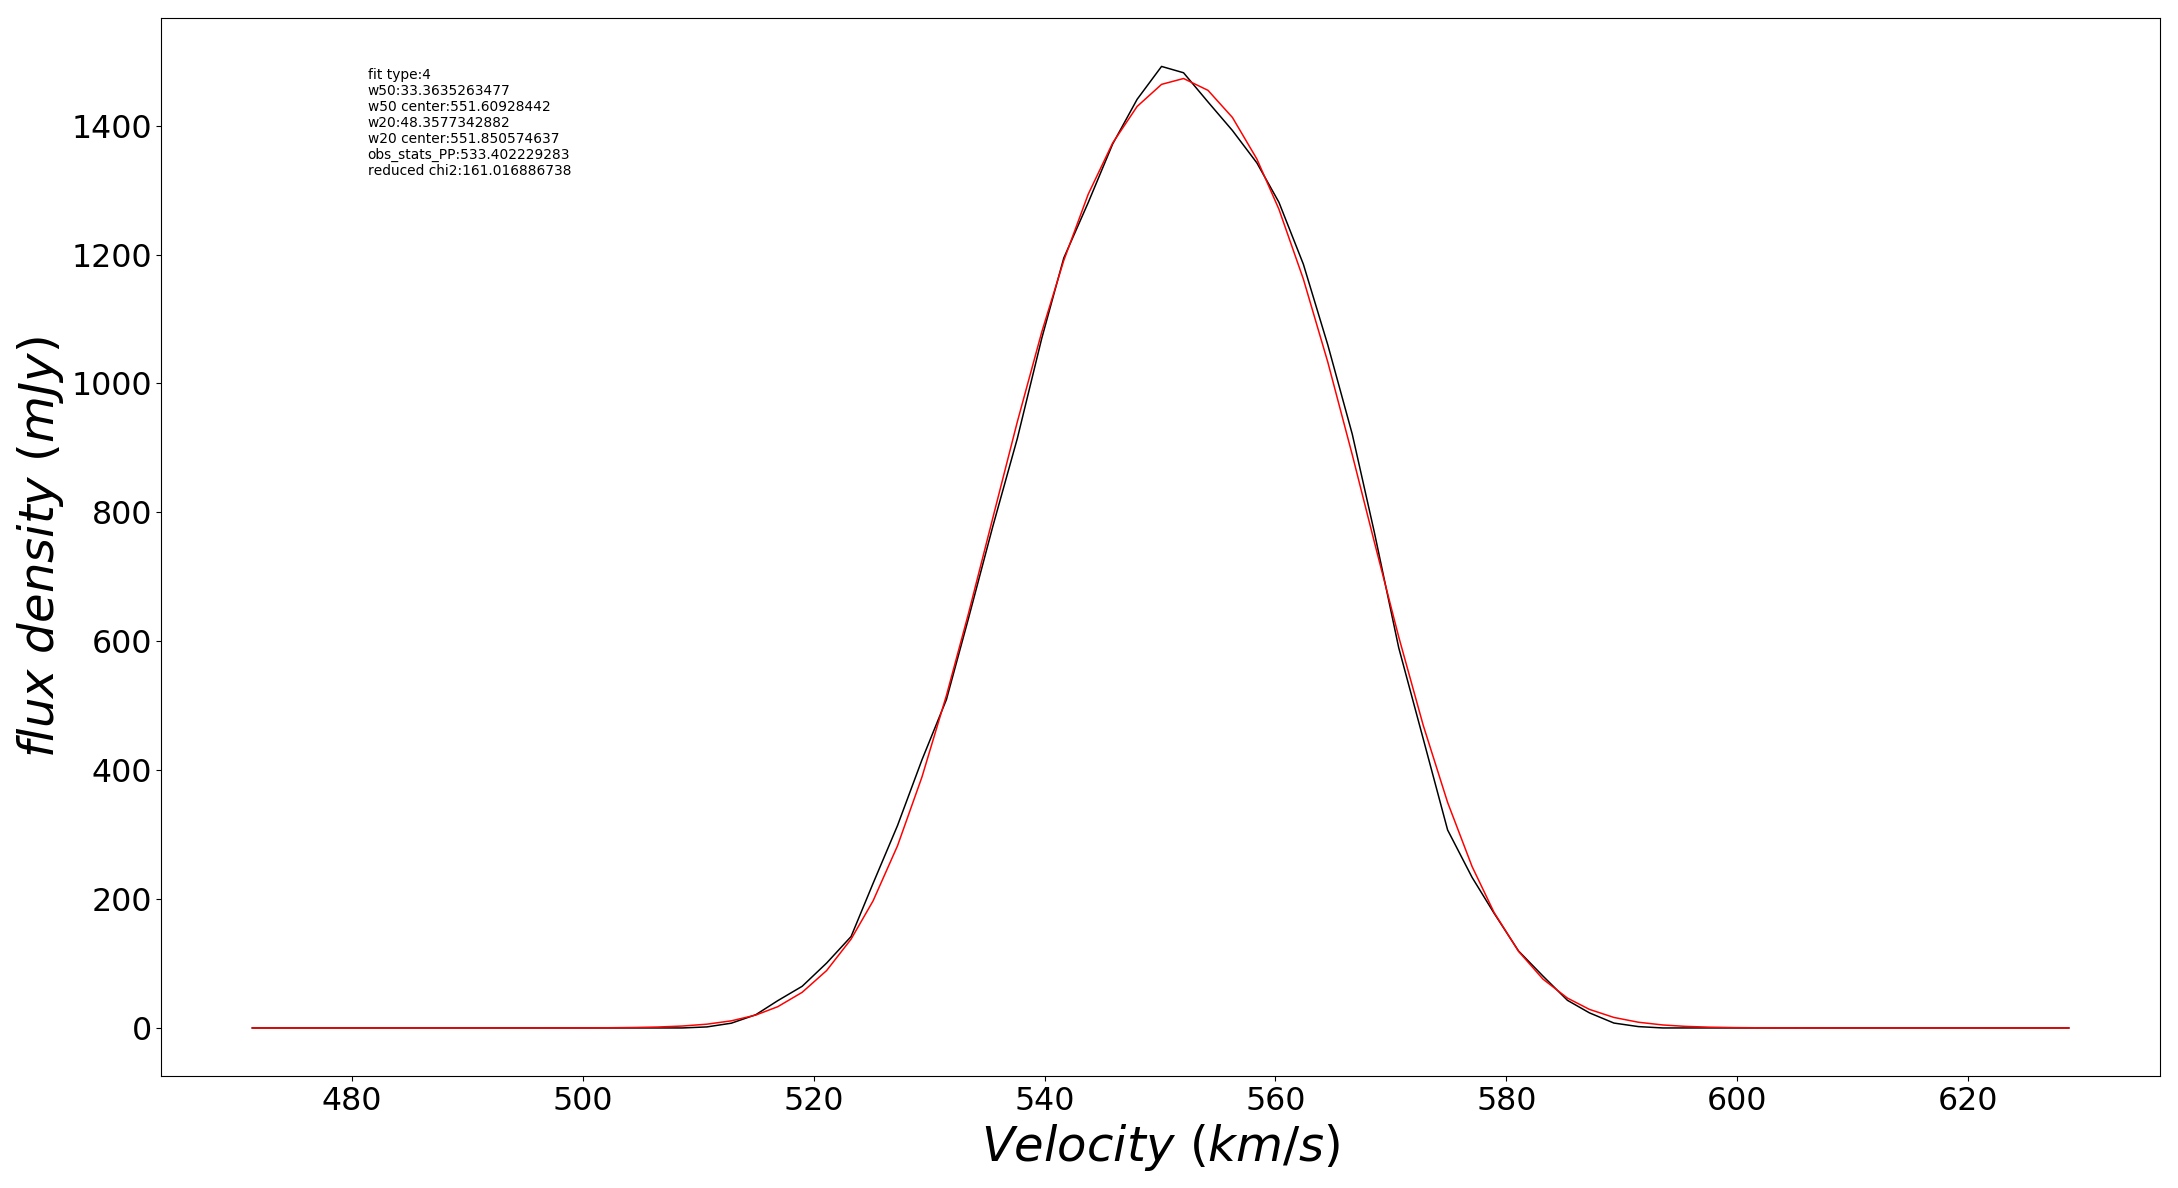 fit type:4
w50:33.3635263477
w50 center:551.60928442
w20:48.3577342882
w20 center:551.850574637
obs_stats_PP:533.402229283
reduced chi2:161.016886738
flux density (mJy)
1400
1200
1000
800
600
400
200
0
480 500 520 540 560 580 600 620
Velocity (km/s)